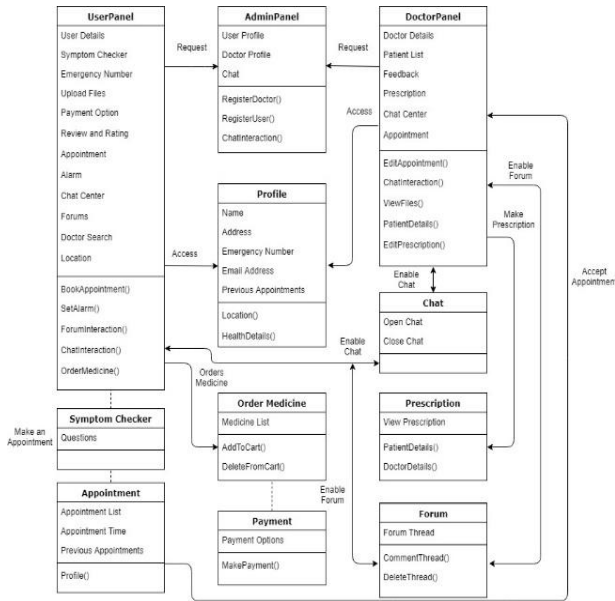 UserPanel
User Details
Symptom Checker
Emergency Number
Upload Files
Payment Option
Review and Rating
Appointment
Alarm
Chat Center
Forums
Doctor Search
Location
BookAppointment()
SetAlarm()
ForumInteraction()
ChatInteraction()
OrderMedicine()
Request
AdminPanel
User Profile
Doctor Profile
Chat
RegisterDoctor()
RegisterUser()
ChatInteraction()
Request
DoctorPanel
Doctor Details
Patient List
Feedback
Prescription
Chat Center
Appointment
EditAppointment()
ChatInteraction()
ViewFiles()
PatientDetails()
EditPrescription()
Access
Access
Profile
Name
Address
Emergency Number
Email Address
Previous Appointments
Location()
HealthDetails()
Enable
Forum
Make
Prescription
Accept
Appointment
Enable
Chat
Chat
Open Chat
Close Chat
Enable
Chat
Orders
Medicine
Make an
Appointment
Symptom Checker
Questions
Order Medicine
Medicine List
AddToCart()
DeleteFromCart()
Prescription
View Prescription
PatientDetails()
DoctorDetails()
Appointment
Appointment List
Appointment Time
Previous Appointments
Profile()
Enable
Forum
Payment
Payment Options
MakePayment()
Forum
Forum Thread
CommentThread()
DeleteThread()